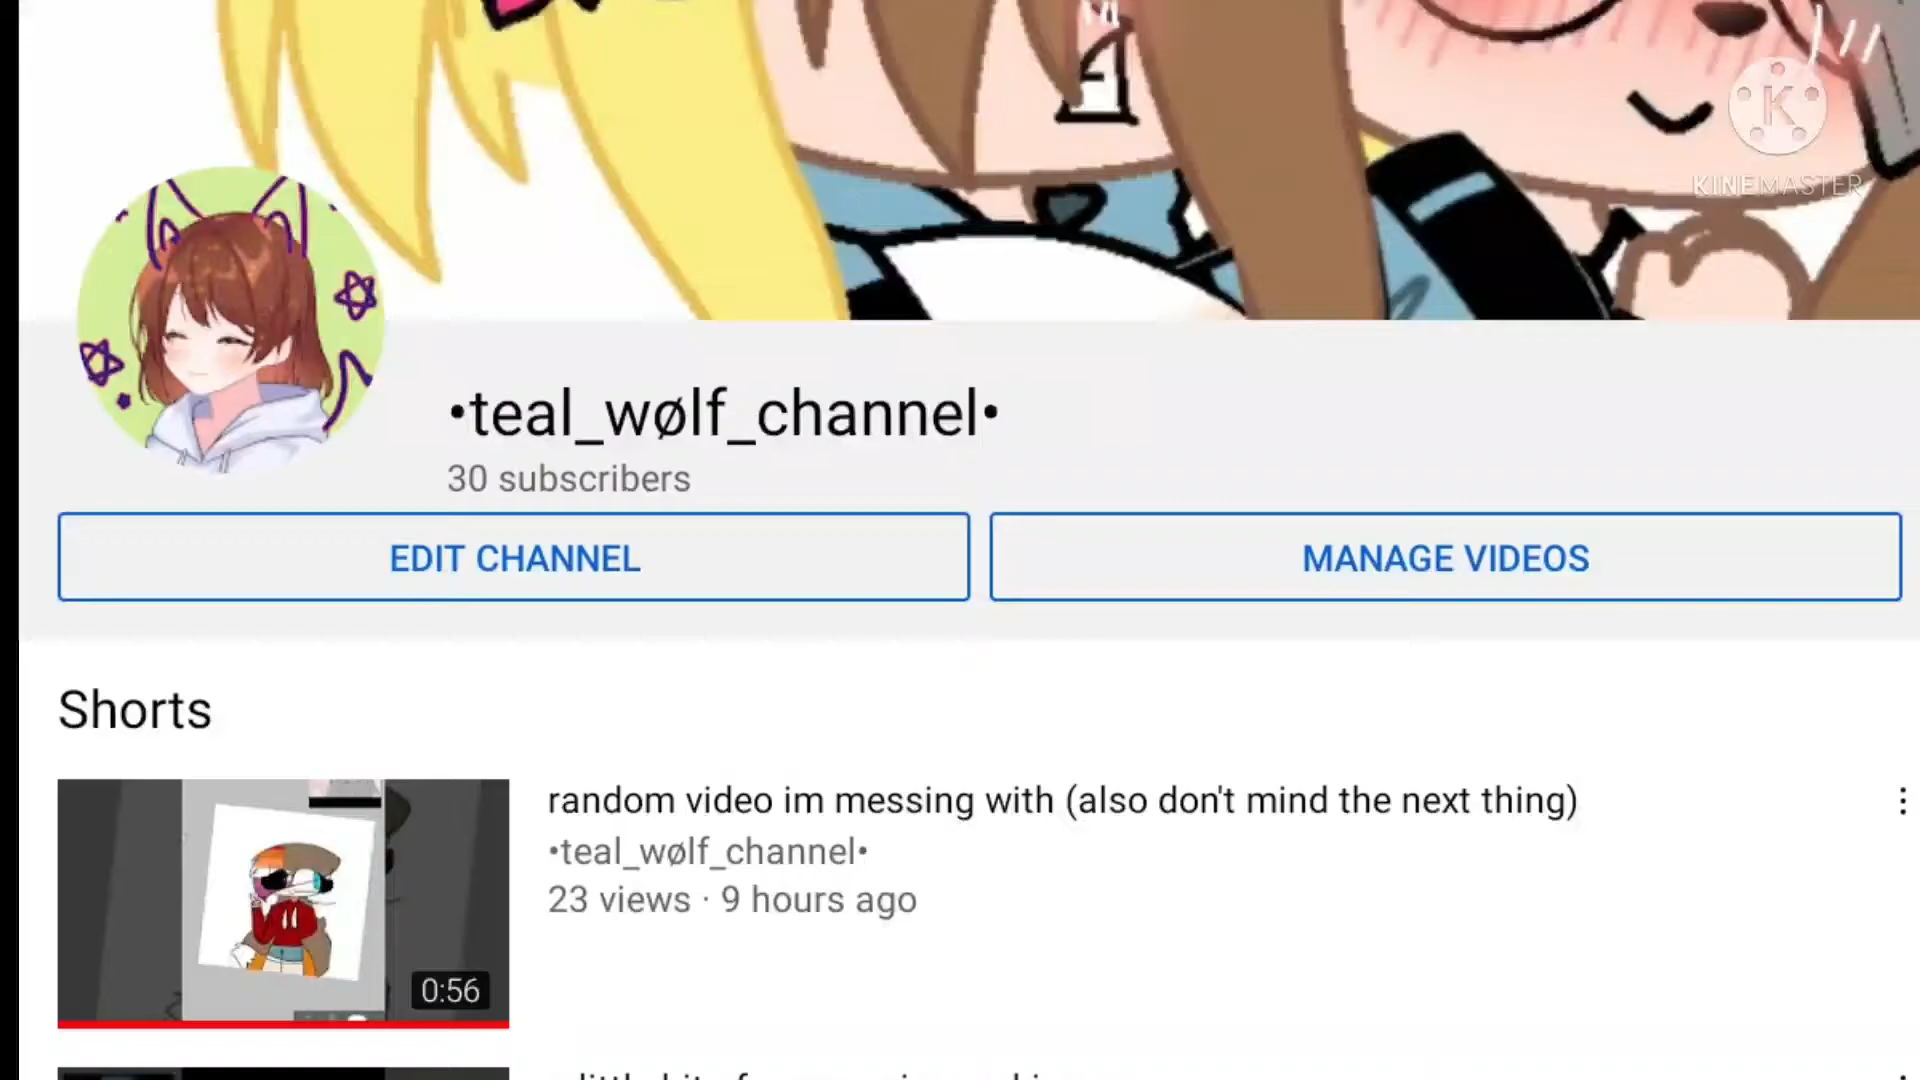 KINEMASTER
•teal_wølf_channel•
30 subscribers
EDIT CHANNEL
MANAGE VIDEOS
Shorts
random video im messing with (also don't mind the next thing)
•teal_wølf_channel•
23 views · 9 hours ago
0:56